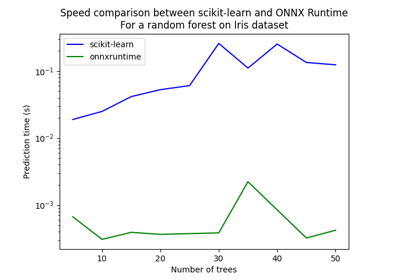 Speed comparison between scikit-learn and ONNX Runtime
For a random forest on Iris dataset
scikit-learn
onnxruntime
Prediction time (s)
10⁻¹
10⁻²
10⁻³
10 20 30 40 50
Number of trees